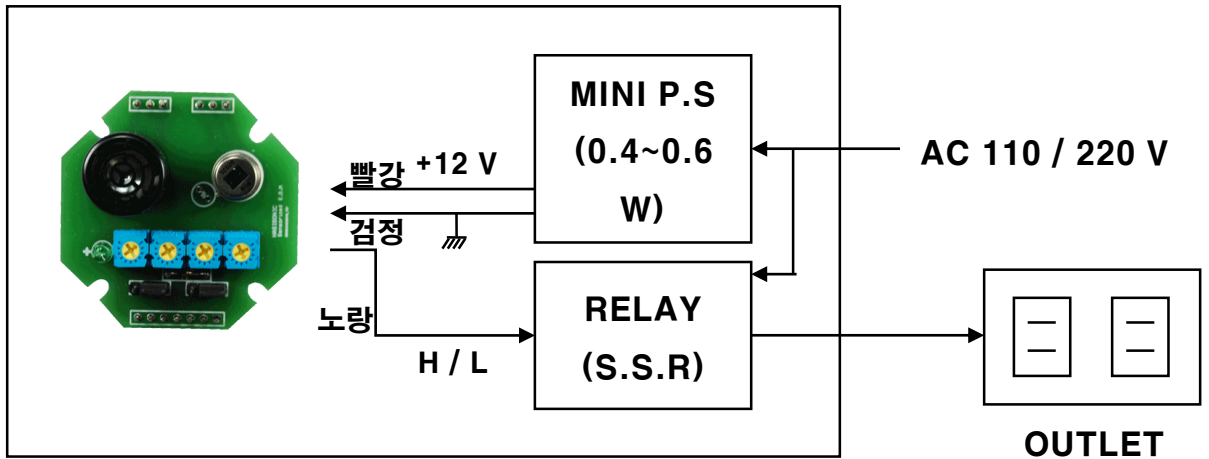 MINI P.S
(0.4~0.6
W)
AC 110 / 220 V
빨강 +12 V
검정
노랑
H / L
RELAY
(S.S.R)
OUTLET